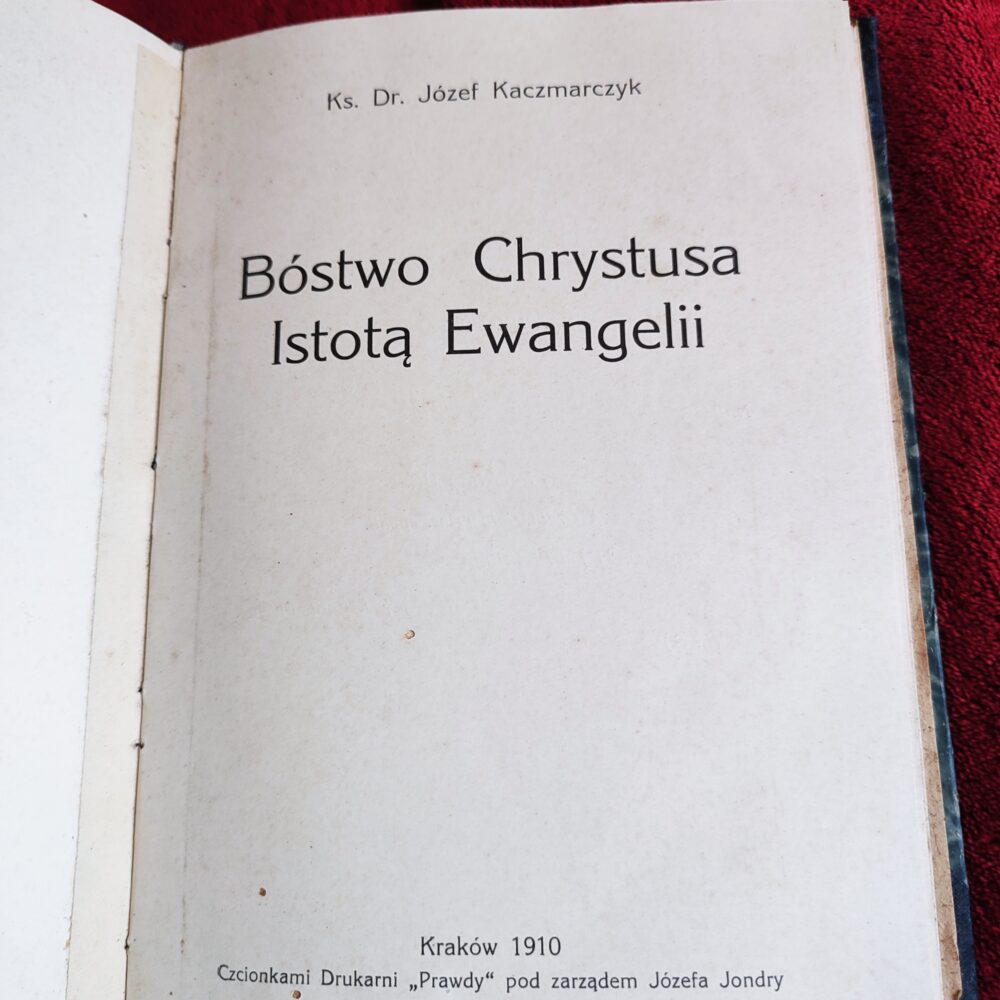 Ks. Dr. Józef Kaczmarczyk
Bóstwo Chrystusa
Istotą Ewangelii
Kraków 1910
Czcionkami Drukarni „Prawdy“ pod zarządem Józefa Jondry